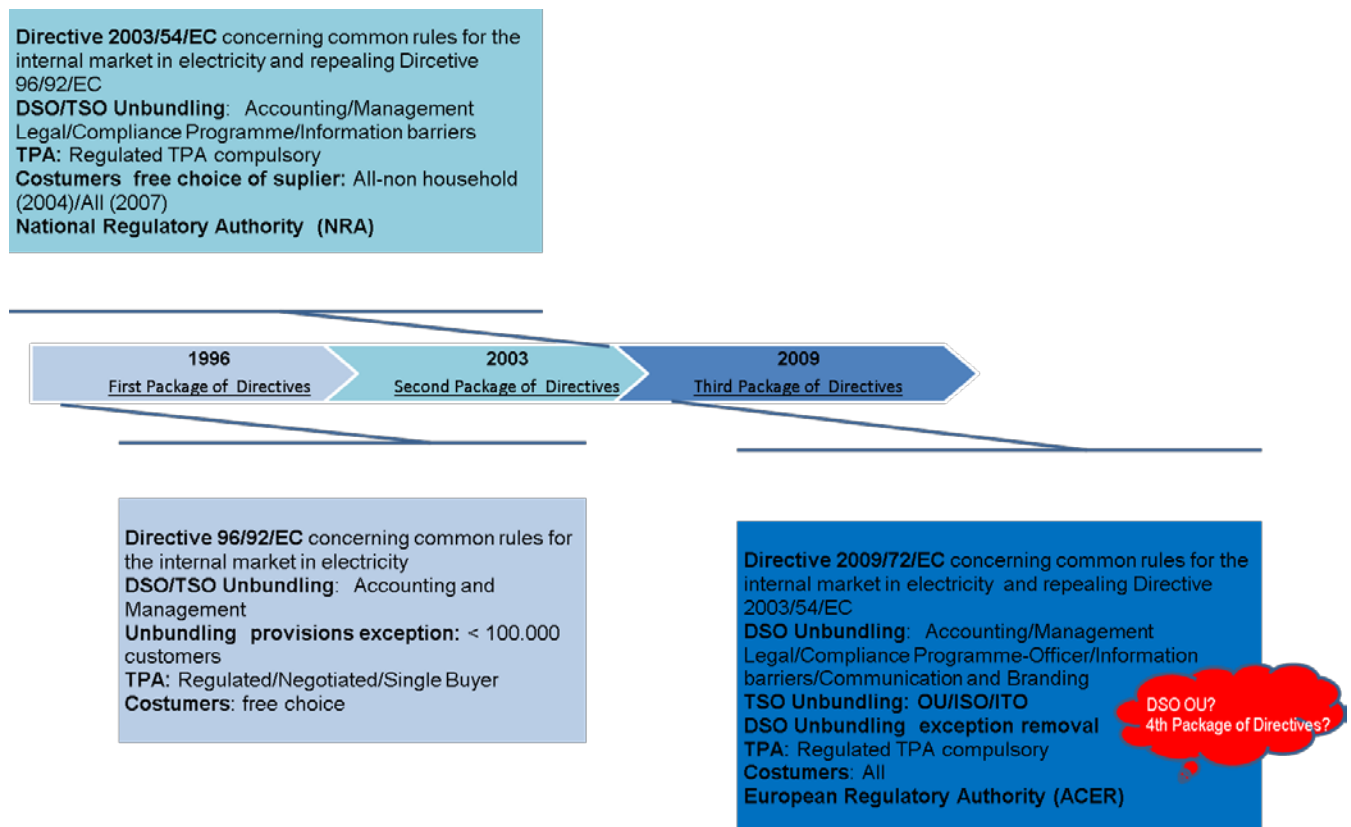 Directive 2003/54/EC concerning common rules for the
internal market in electricity and repealing Dircetive
96/92/EC
DSO/TSO Unbundling: Accounting/Management
Legal/Compliance Programme/Information barriers
TPA: Regulated TPA compulsory
Costumers free choice of suplier: All-non household
(2004)/All (2007)
National Regulatory Authority (NRA)
1996
First Package of Directives
2003
Second Package of Directives
2009
Third Package of Directives
Directive 96/92/EC concerning common rules for
the internal market in electricity
DSO/TSO Unbundling: Accounting and
Management
Unbundling provisions exception: < 100.000
customers
TPA: Regulated/Negotiated/Single Buyer
Costumers: free choice
Directive 2009/72/EC concerning common rules for the
internal market in electricity and repealing Directive
2003/54/EC
DSO Unbundling: Accounting/Management
Legal/Compliance Programme-Officer/Information
barriers/Communication and Branding
TSO Unbundling: OU/ISO/ITO
DSO Unbundling exception removal
TPA: Regulated TPA compulsory
Costumers: All
European Regulatory Authority (ACER)
DSO OU?
4th Package of Directives?